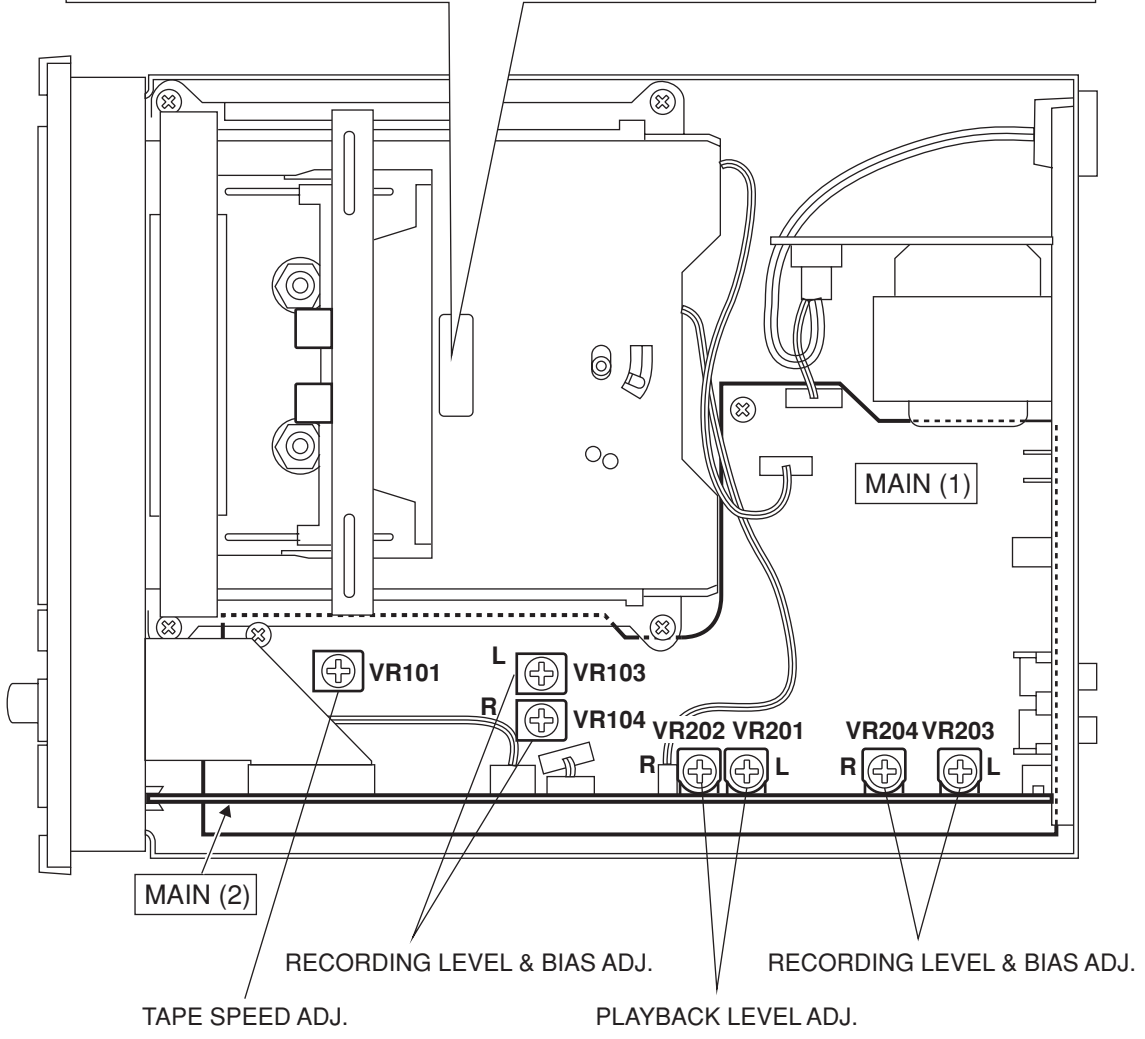 MAIN (1)
L
VR101
VR103
R
VR104
VR202 VR201
VR204 VR203
R
L
R
L
MAIN (2)
RECORDING LEVEL & BIAS ADJ.
RECORDING LEVEL & BIAS ADJ.
TAPE SPEED ADJ.
PLAYBACK LEVEL ADJ.